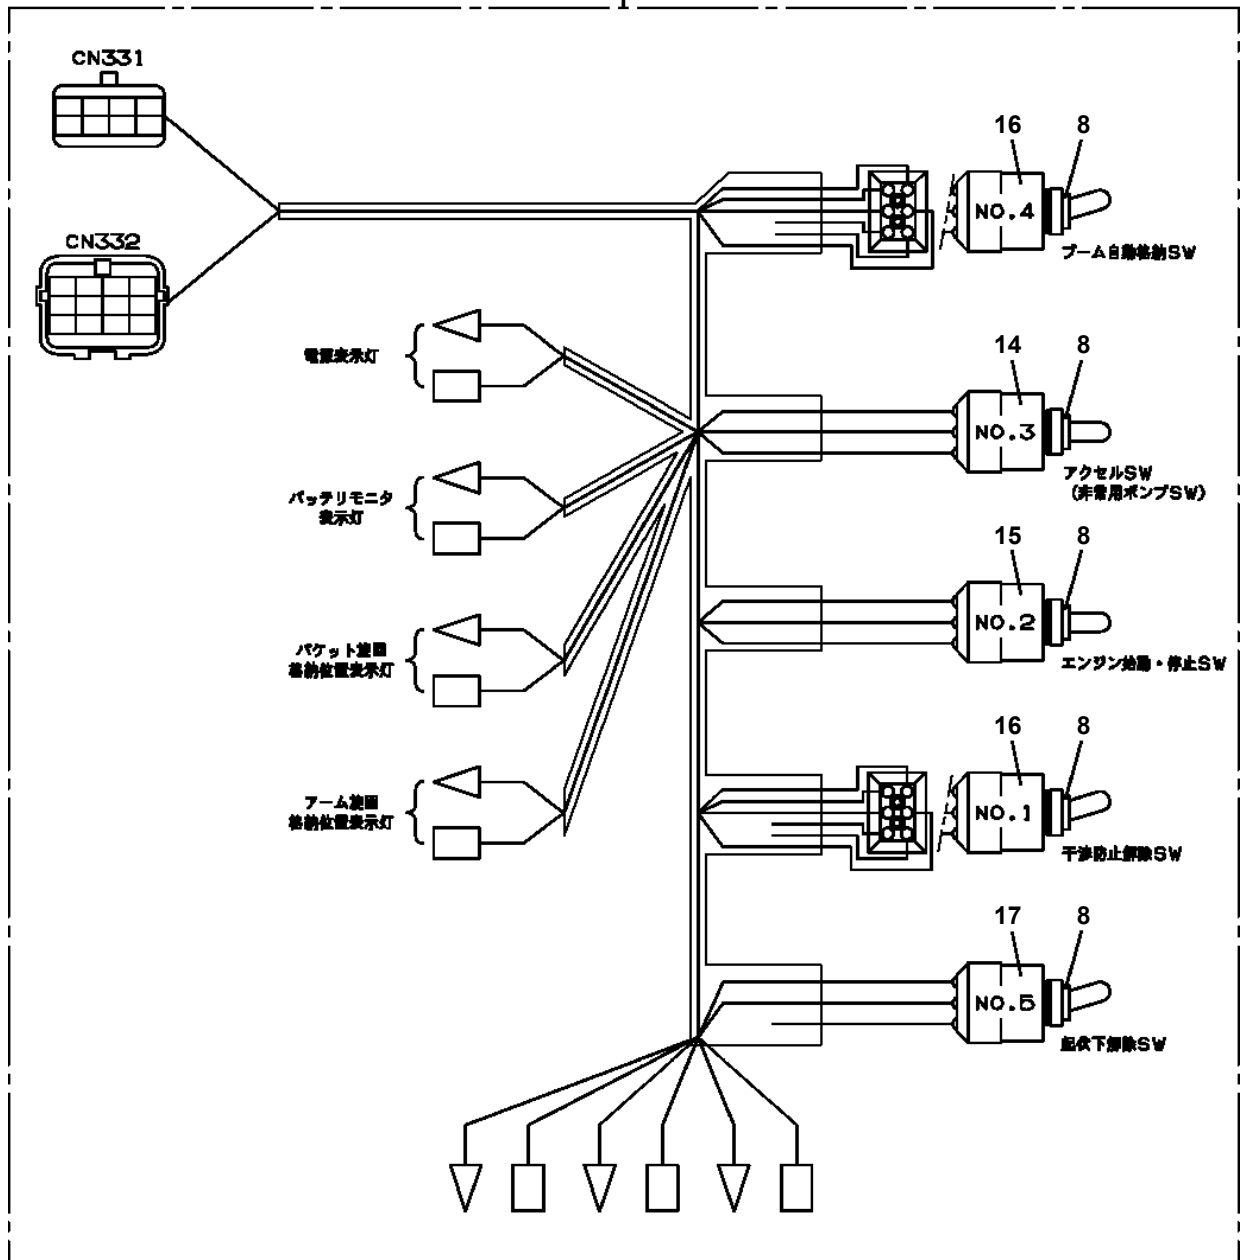 CN331
16 8
NO.4
ブーム自動格納SW
CN332
電源表示灯
14 8
NO.3
アクセルSW
(非常用ポンプSW)
バッテリモニタ
表示灯
15 8
NO.2
エンジン始動・停止SW
バケット旋回
格納位置表示灯
16 8
NO.1
干渉防止解除SW
アーム旋回
格納位置表示灯
17 8
NO.5
起伏下解除SW